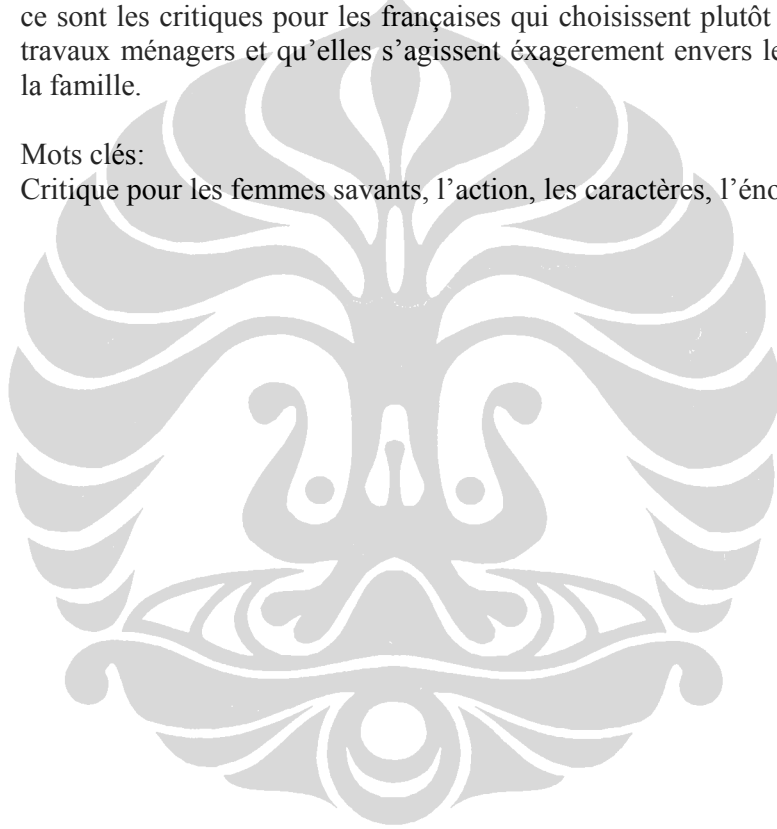 ce sont les critiques pour les françaises qui choisissent plutôt
travaux ménagers et qu’elles s’agissent éxagerement envers le
la famille.
Mots clés:
Critique pour les femmes savants, l’action, les caractères, l’éno